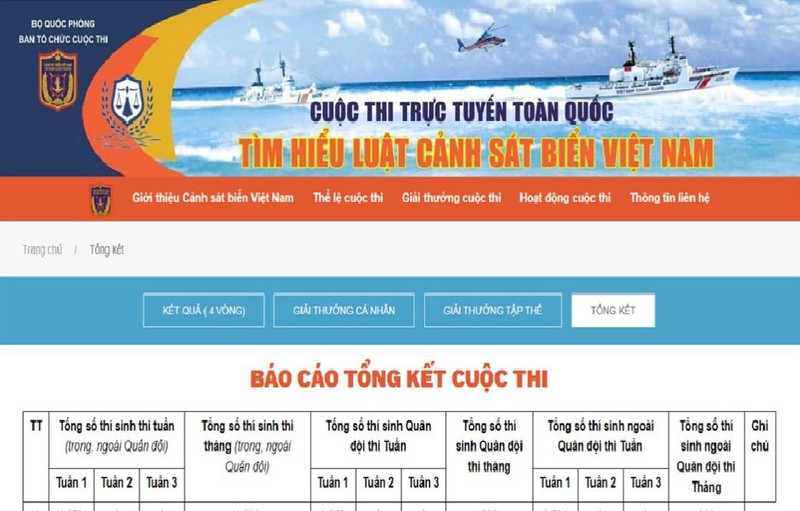 BỘ QUỐC PHÒNG
BAN TỔ CHỨC CUỘC THI
CUỘC THI TRỰC TUYẾN TOÀN QUỐC
TÌM HIỂU LUẬT CẢNH SÁT BIỂN VIỆT NAM
Giới thiệu Cảnh sát biển Việt Nam Thể lệ cuộc thi Giải thưởng cuộc thi Hoạt động cuộc thi Thông tin liên hệ
Trang chủ / Tổng kết
KẾT QUẢ ( 4 VÒNG) GIẢI THƯỞNG CÁ NHÂN GIẢI THƯỞNG TẬP THỂ TỔNG KẾT
BÁO CÁO TỔNG KẾT CUỘC THI
TT
Tổng số thí sinh thi tuần
(trong, ngoài Quân đội)
Tổng số thí sinh thi
tháng (trong, ngoài
Quân đội)
Tổng số thí sinh Quân
đội thi Tuần
Tổng số thí
sinh Quân đội
thi tháng
Tổng số thí sinh ngoài
Quân đội thi Tuần
Tổng số thí
sinh ngoài
Quân đội thi
Tháng
Ghi
chú
Tuần 1 Tuần 2 Tuần 3 Tuần 1 Tuần 2 Tuần 3 Tuần 1 Tuần 2 Tuần 3